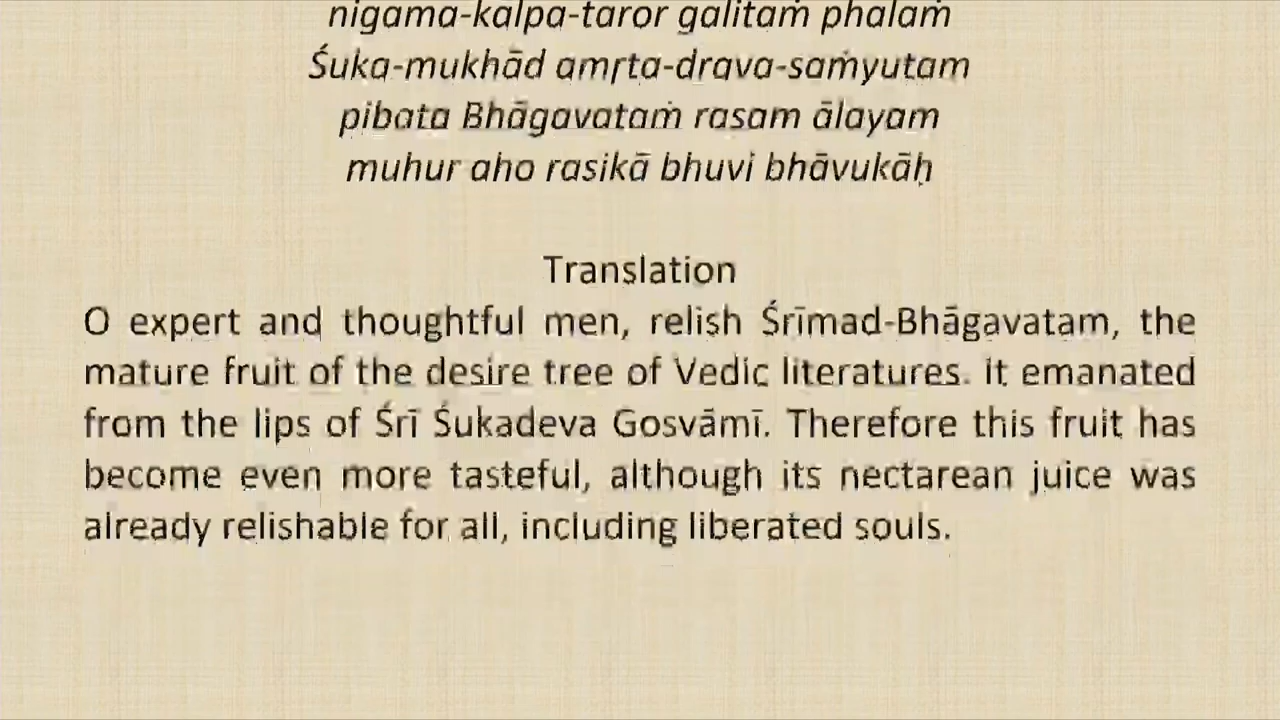 nigama-kalpa-taror galitaṁ phalaṁ
Śuka-mukhād amṛta-drava-saṁyutam
pibata Bhāgavataṁ rasam ālayam
muhur aho rasikā bhuvi bhāvukāḥ
Translation
O expert and thoughtful men, relish Śrīmad-Bhāgavatam, the
mature fruit of the desire tree of Vedic literatures. It emanated
from the lips of Śrī Śukadeva Gosvāmī. Therefore this fruit has
become even more tasteful, although its nectarean juice was
already relishable for all, including liberated souls.